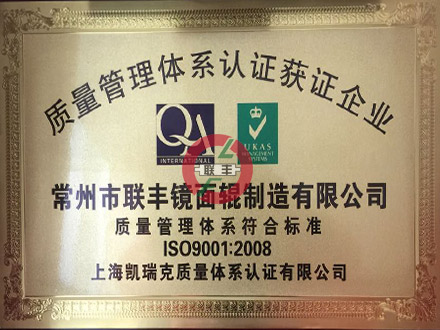 质量管理体系认证获证企业
QA
INTERNATIONAL
UKAS
MANAGEMENT
SYSTEMS
联丰
常州市联丰镜面辊制造有限公司
质量管理体系符合标准
ISO9001:2008
上海凯瑞克质量体系认证有限公司